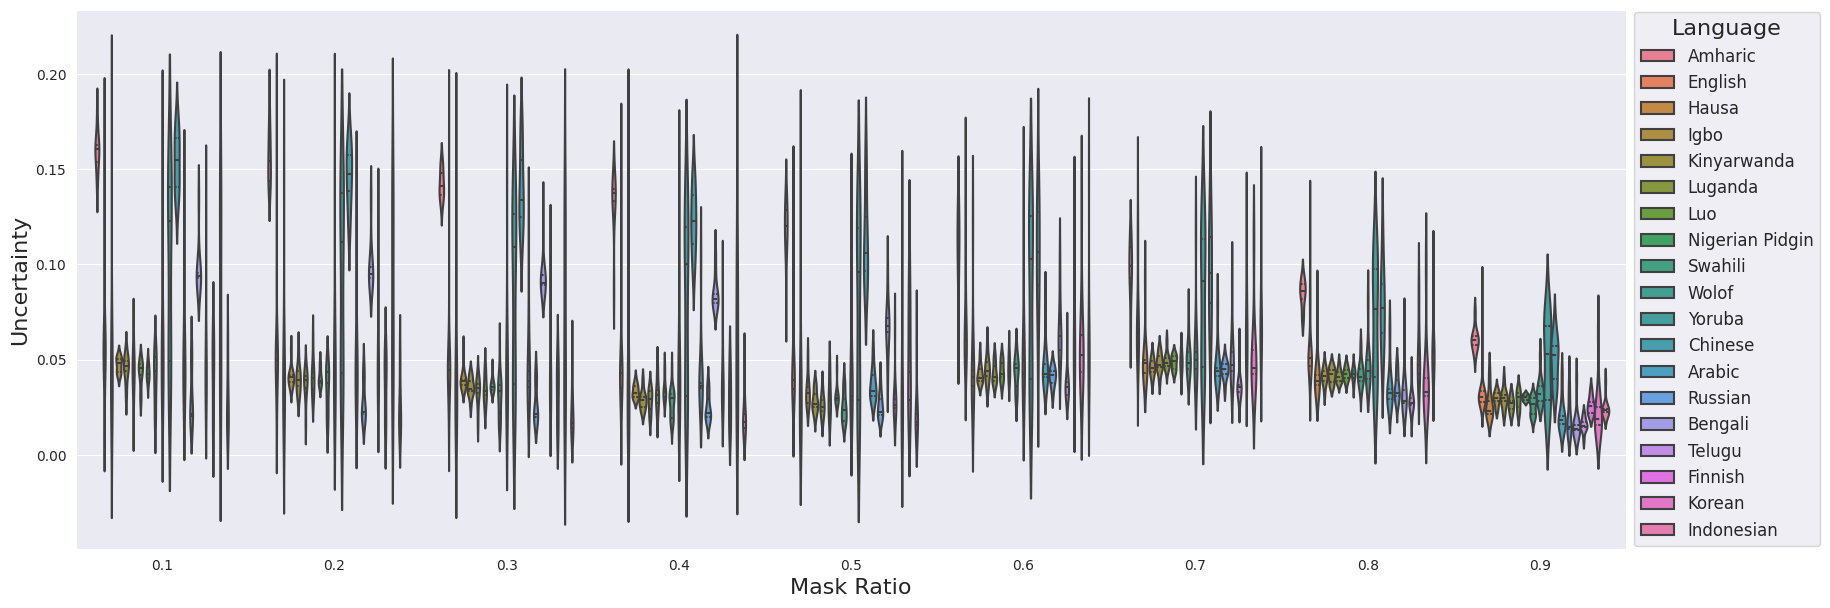 Language
Amharic
English
Hausa
Igbo
Kinyarwanda
Luganda
Luo
Nigerian Pidgin
Swahili
Wolof
Yoruba
Chinese
Arabic
Russian
Bengali
Telugu
Finnish
Korean
Indonesian
Uncertainty
0.20
0.15
0.10
0.05
0.00
0.1 0.2 0.3 0.4 0.5 0.6 0.7 0.8 0.9
Mask Ratio